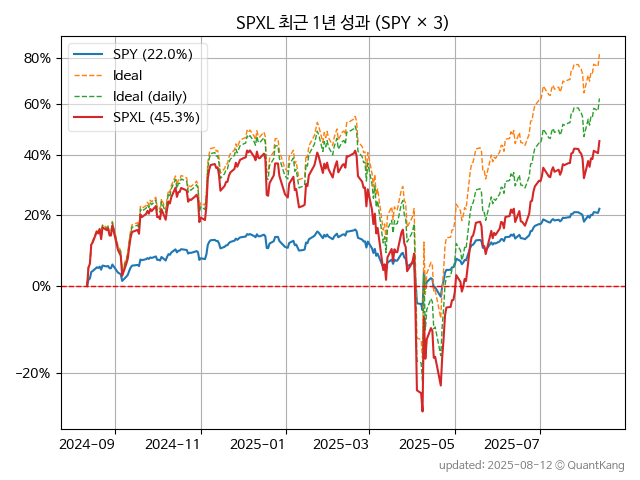 SPXL 최근 1년 성과 (SPY × 3)
SPY (22.0%)
Ideal
Ideal (daily)
SPXL (45.3%)
80%
60%
40%
20%
0%
−20%
2024-09
2024-11
2025-01
2025-03
2025-05
2025-07
updated: 2025-08-12 © QuantKang